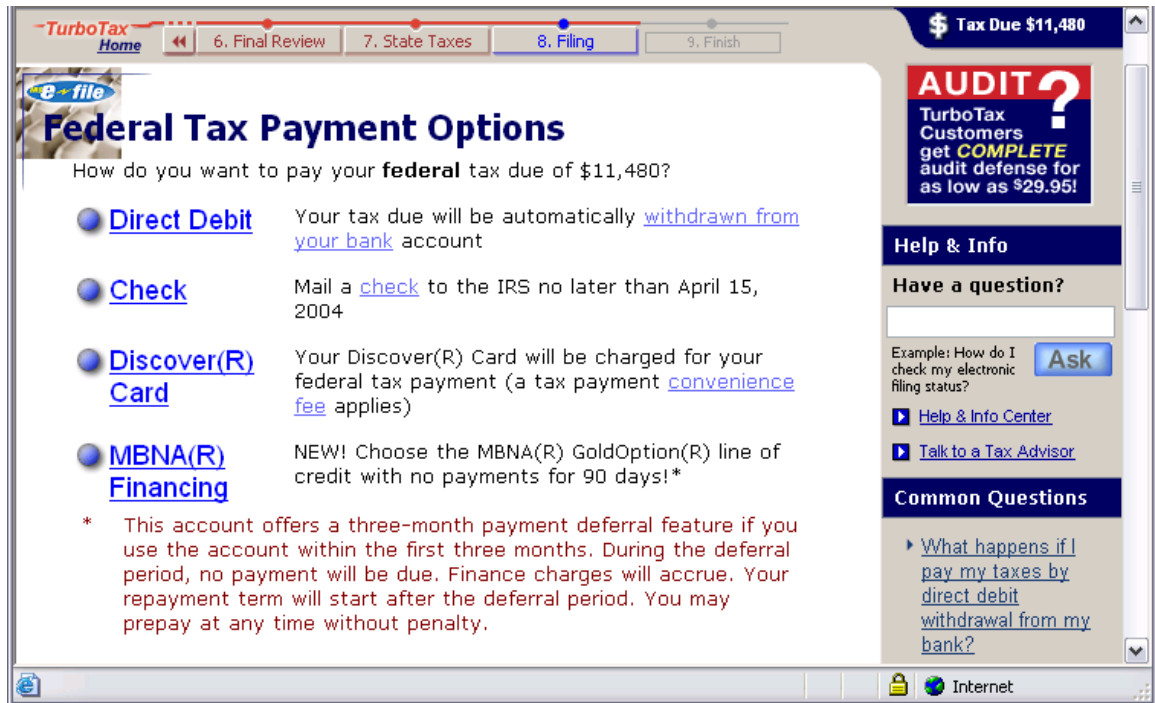 TurboTax
Home
6. Final Review
7. State Taxes
8. Filing
9. Finish
$ Tax Due $11,480
e-file
Federal Tax Payment Options
How do you want to pay your federal tax due of $11,480?
Direct Debit
Your tax due will be automatically withdrawn from
your bank account
Check
Mail a check to the IRS no later than April 15,
2004
Discover(R)
Card
Your Discover(R) Card will be charged for your
federal tax payment (a tax payment convenience
fee applies)
MBNA(R)
Financing
NEW! Choose the MBNA(R) GoldOption(R) line of
credit with no payments for 90 days!*
* This account offers a three-month payment deferral feature if you
use the account within the first three months. During the deferral
period, no payment will be due. Finance charges will accrue. Your
repayment term will start after the deferral period. You may
prepay at any time without penalty.
AUDIT?
TurboTax
Customers
get COMPLETE
audit defense for
as low as $29.95!
Help & Info
Have a question?
Example: How do I
check my electronic
filing status?
Ask
Help & Info Center
Talk to a Tax Advisor
Common Questions
What happens if I
pay my taxes by
direct debit
withdrawal from my
bank?
Internet